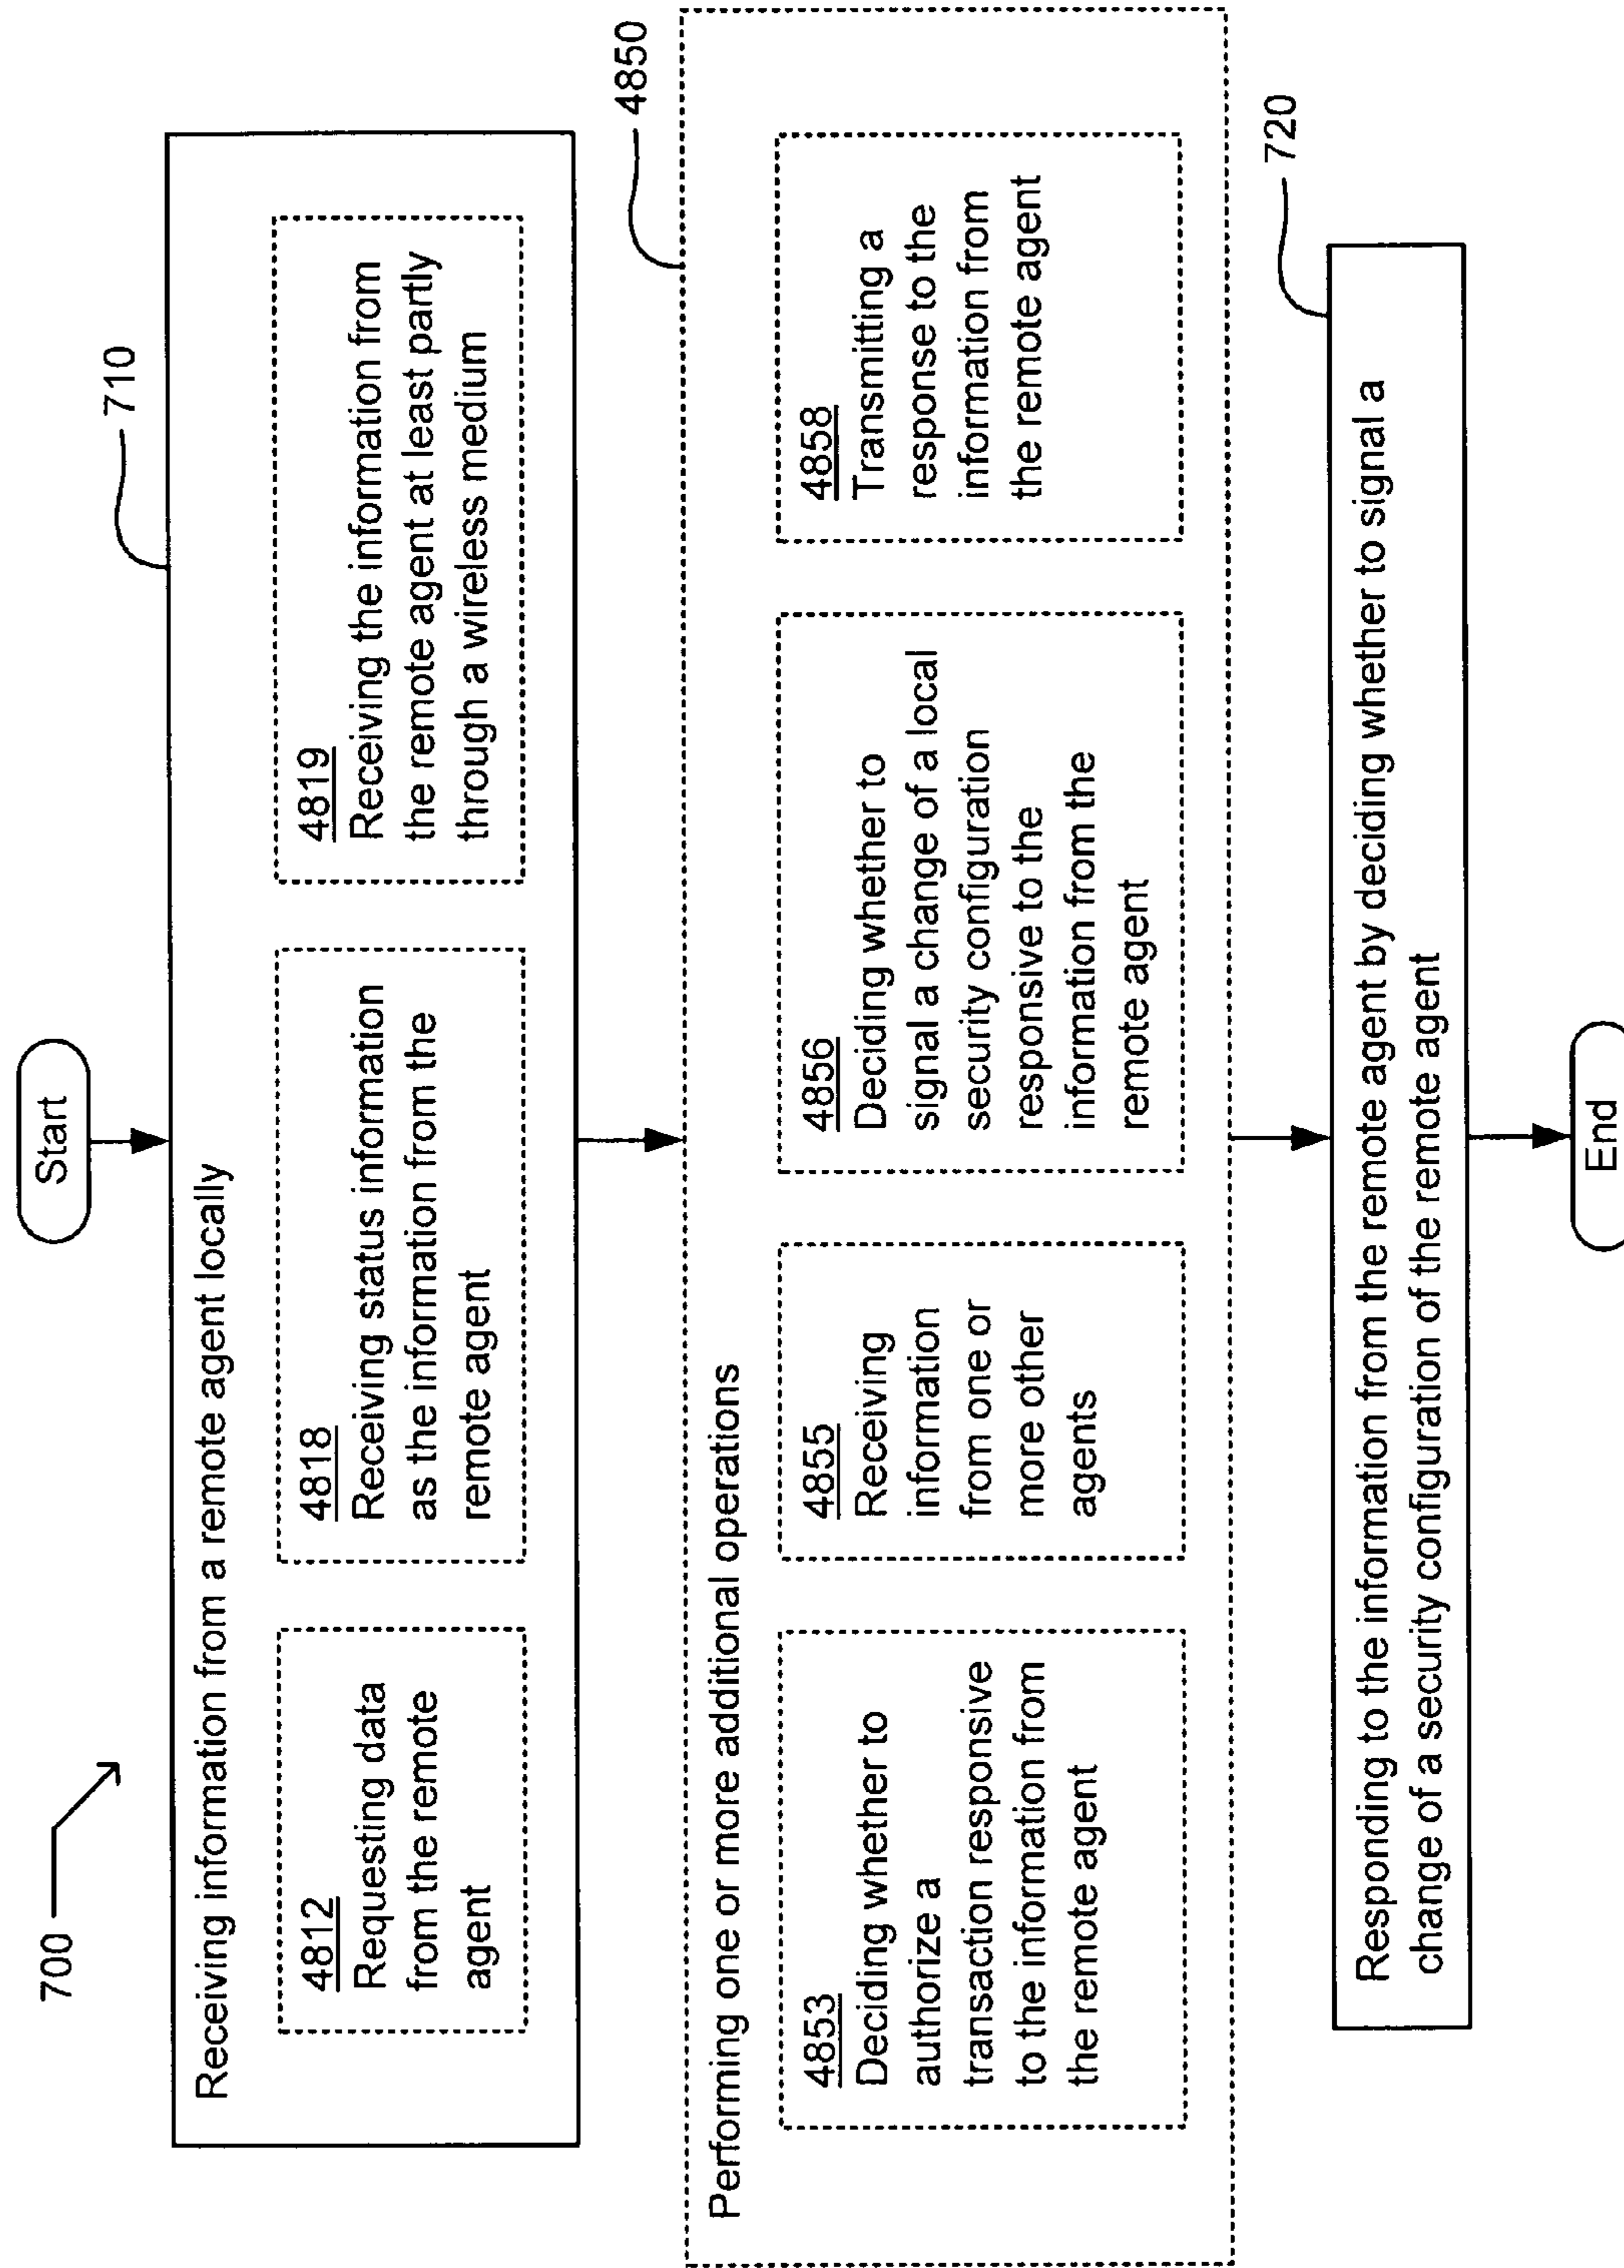 700
Start
710
Receiving information from a remote agent locally
4812
Requesting data
from the remote
agent
4818
Receiving status information
as the information from the
remote agent
4819
Receiving the information from
the remote agent at least partly
through a wireless medium
4850
Performing one or more additional operations
4853
Deciding whether to
authorize a
transaction responsive
to the information from
the remote agent
4855
Receiving
information
from one or
more other
agents
4856
Deciding whether to
signal a change of a local
security configuration
responsive to the
information from the
remote agent
4858
Transmitting a
response to the
information from
the remote agent
720
Responding to the information from the remote agent by deciding whether to signal a
change of a security configuration of the remote agent
End